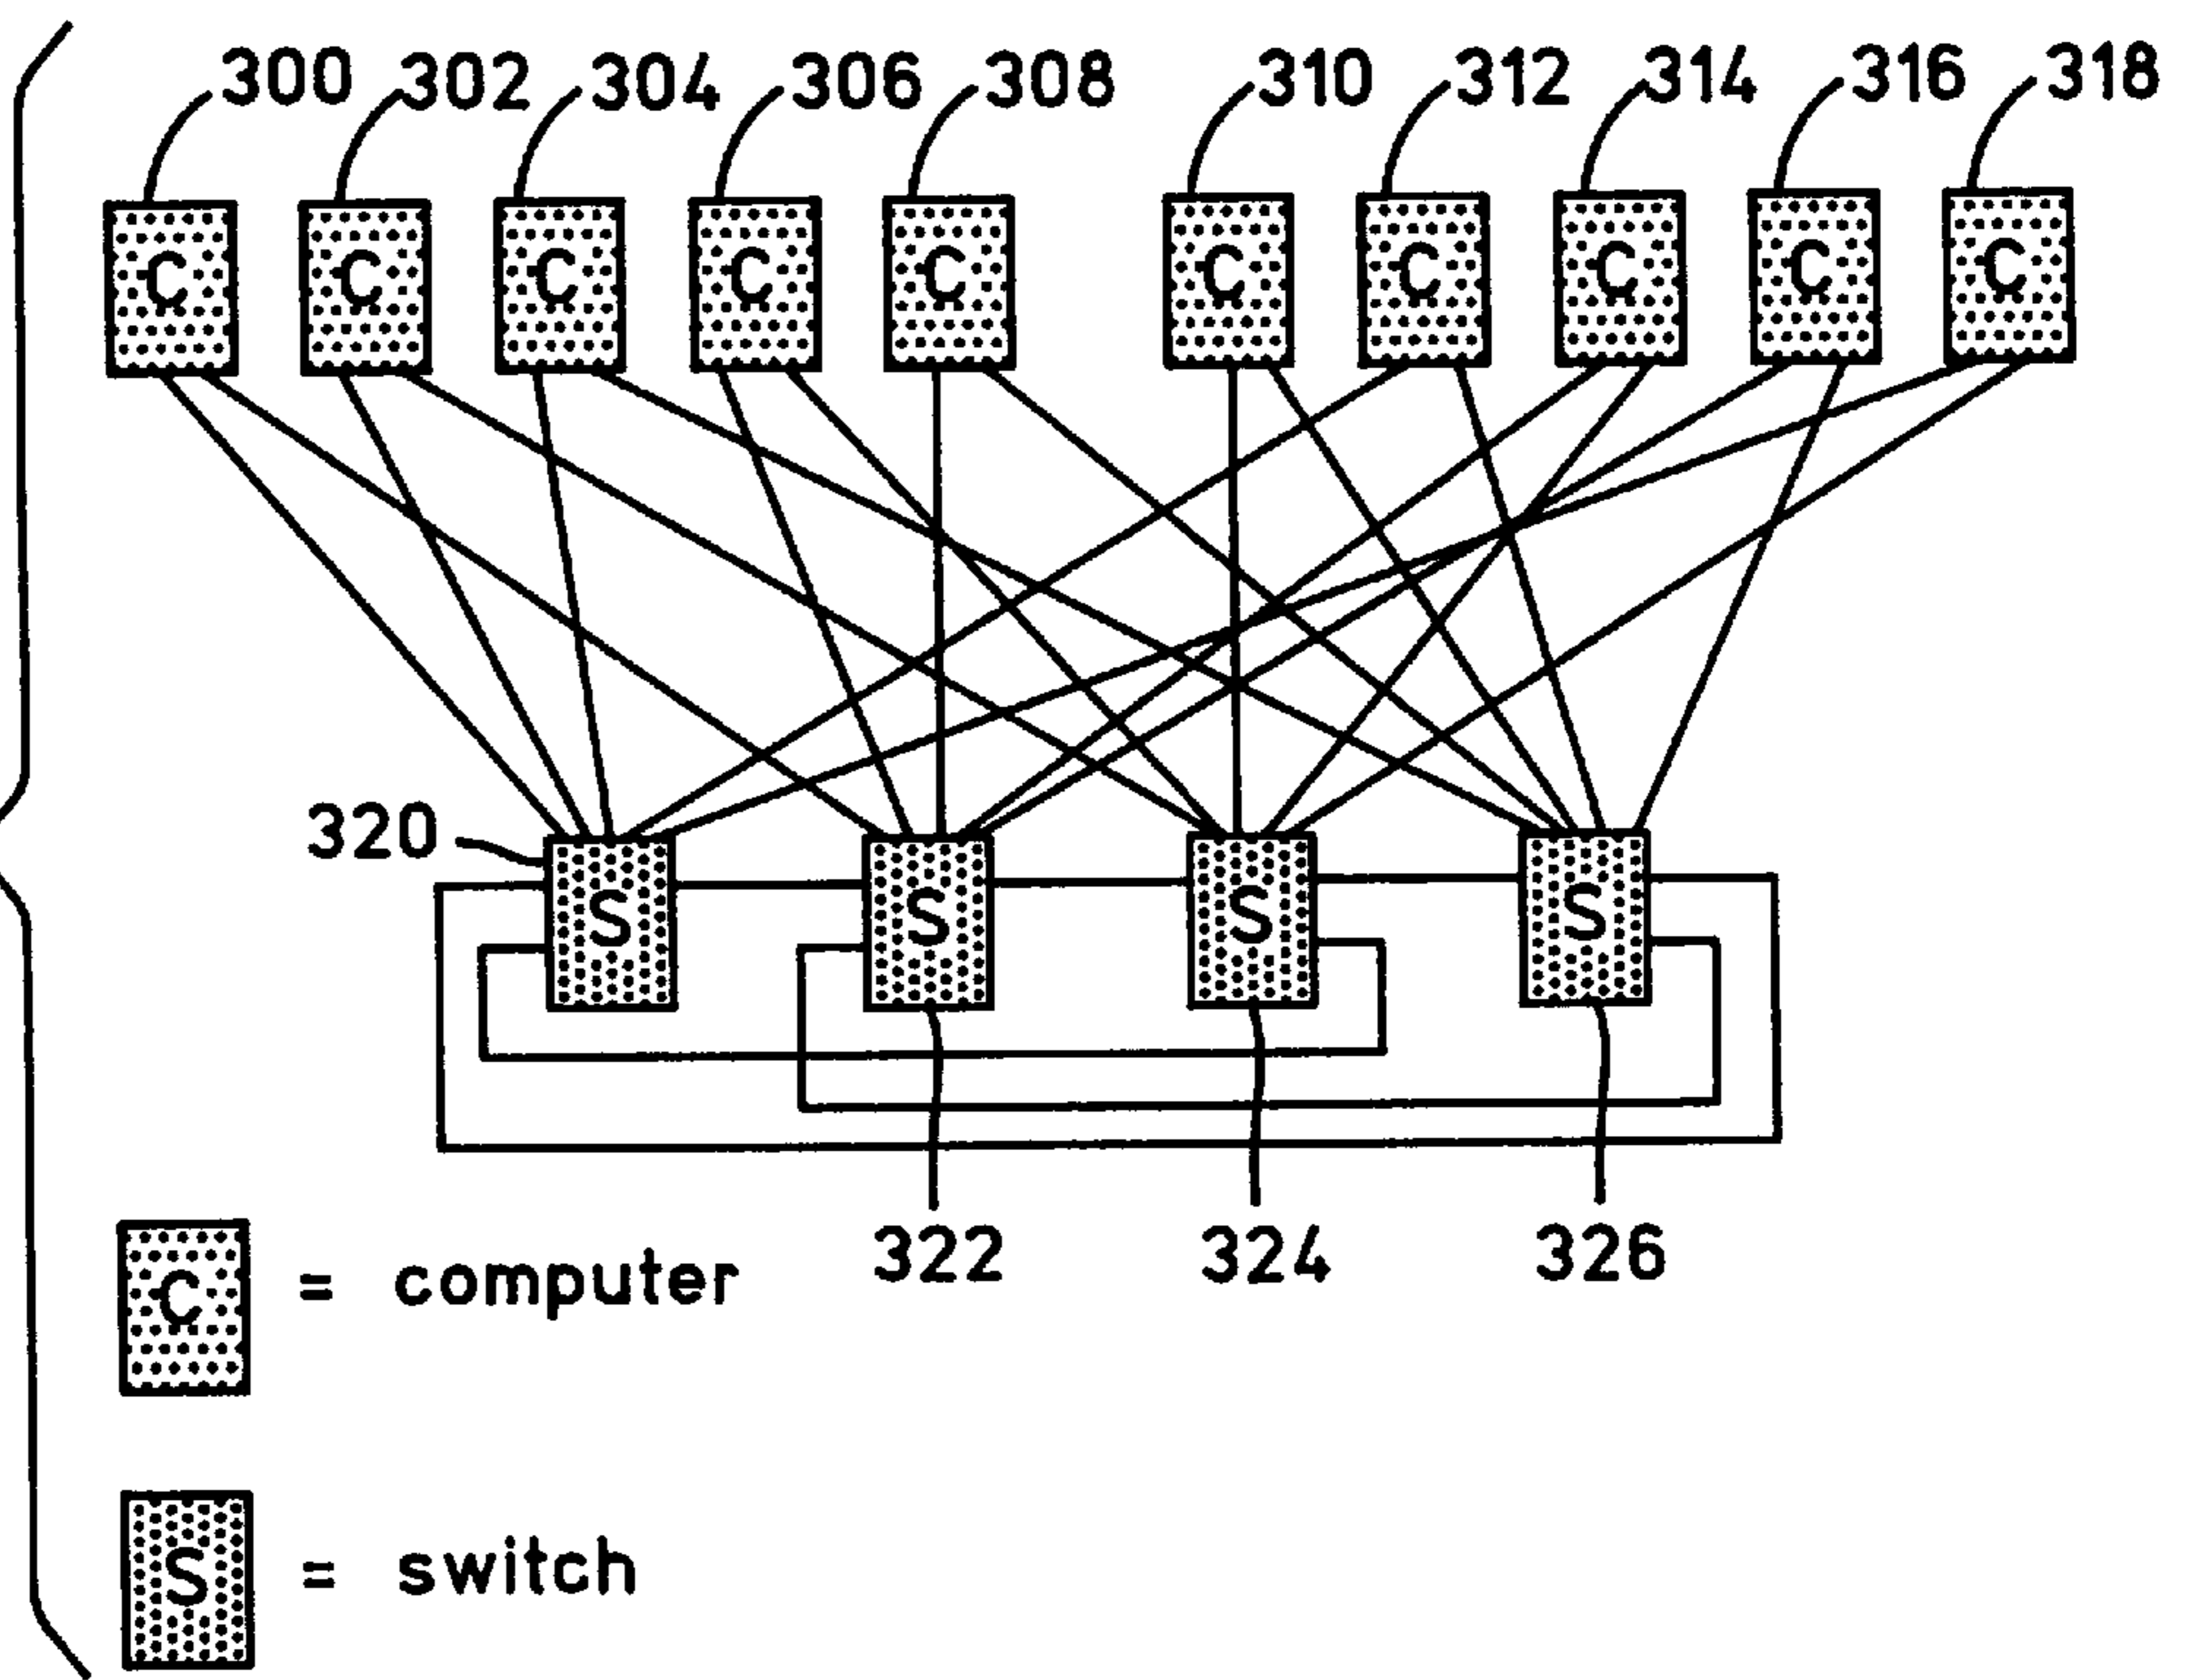 300 302 304 306 308 310 312 314 316 318
C C C C C C C C C C
320
S S S S
322 324 326
C = computer
S = switch